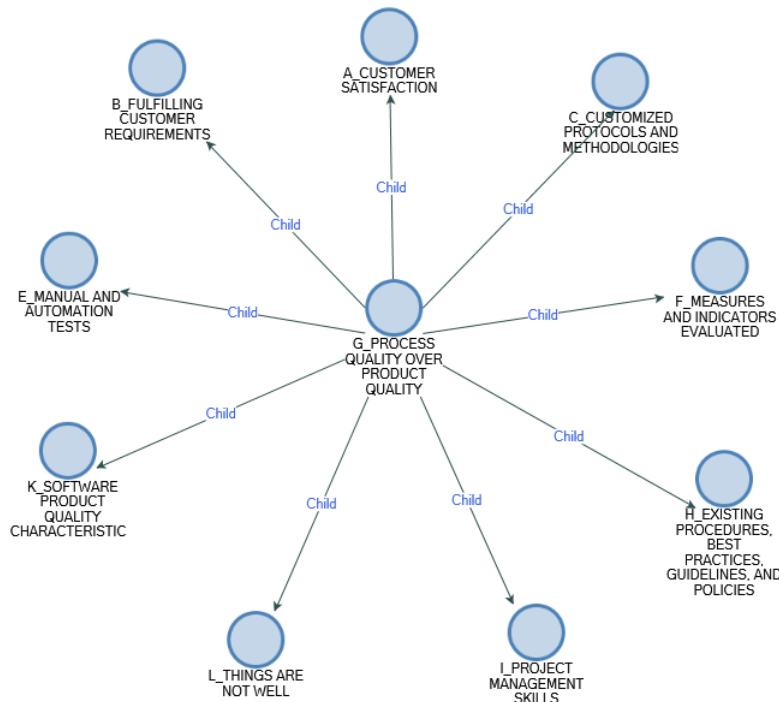 A_CUSTOMER
SATISFACTION
B_FULFILLING
CUSTOMER
REQUIREMENTS
C_CUSTOMIZED
PROTOCOLS AND
METHODOLOGIES
Child
Child
Child
E_MANUAL AND
AUTOMATION
TESTS
Child
Child
F_MEASURES
AND INDICATORS
EVALUATED
G_PROCESS
QUALITY OVER
PRODUCT
QUALITY
Child
Child
K_SOFTWARE
PRODUCT
QUALITY
CHARACTERISTIC
Child
Child
H_EXISTING
PROCEDURES,
BEST
PRACTICES,
GUIDELINES, AND
POLICIES
L_THINGS ARE
NOT WELL
I_PROJECT
MANAGEMENT
SKILLS